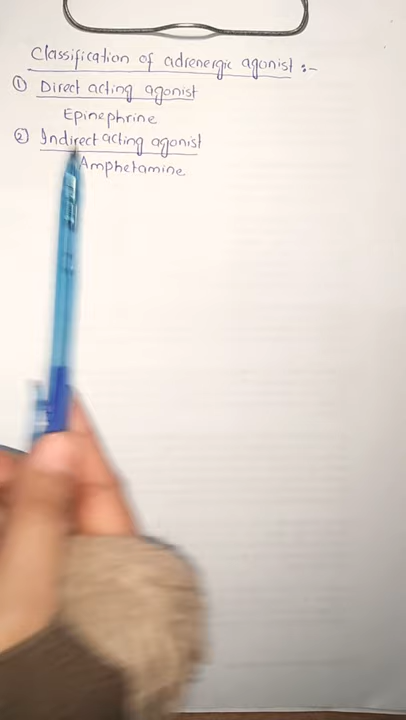 Classification of adrenergic agonist :-
① Direct acting agonist
Epinephrine
② Indirect acting agonist
Amphetamine